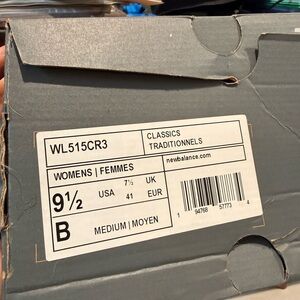 WL515CR3
CLASSICS
TRADITIONNELS
WOMENS | FEMMES
newbalance.com
9½ USA 7½ UK
41 EUR
B MEDIUM | MOYEN
1 94768 57773 4